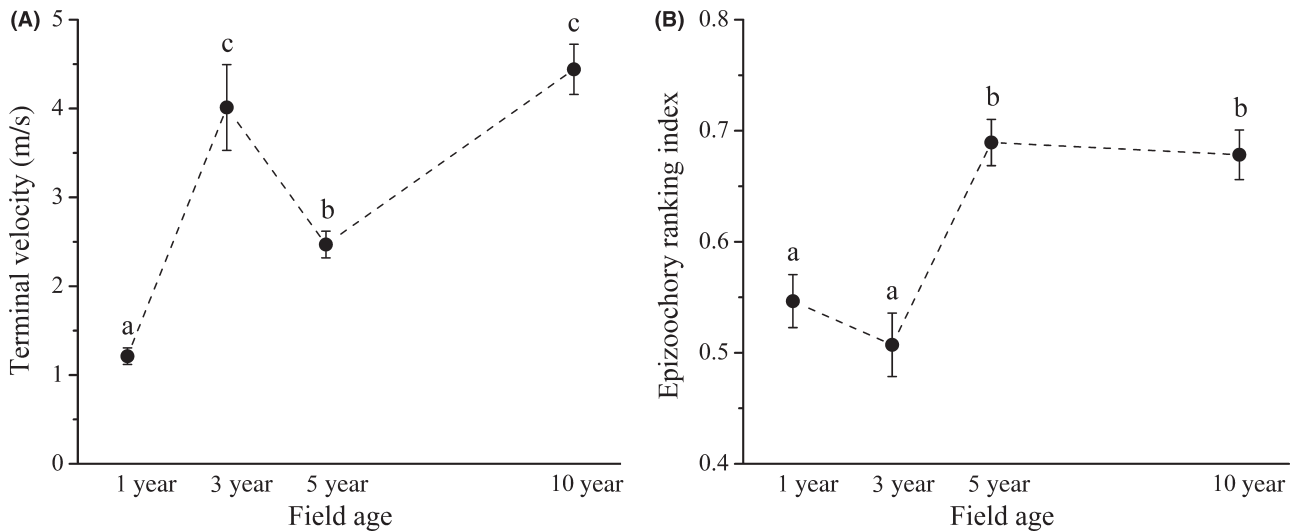 (A)
Terminal velocity (m/s)
5
4
3
2
1
0
a
c
b
c
1 year 3 year 5 year 10 year
Field age
(B)
Epizoochory ranking index
0.8
0.7
0.6
0.5
0.4
a
a
b
b
1 year 3 year 5 year 10 year
Field age